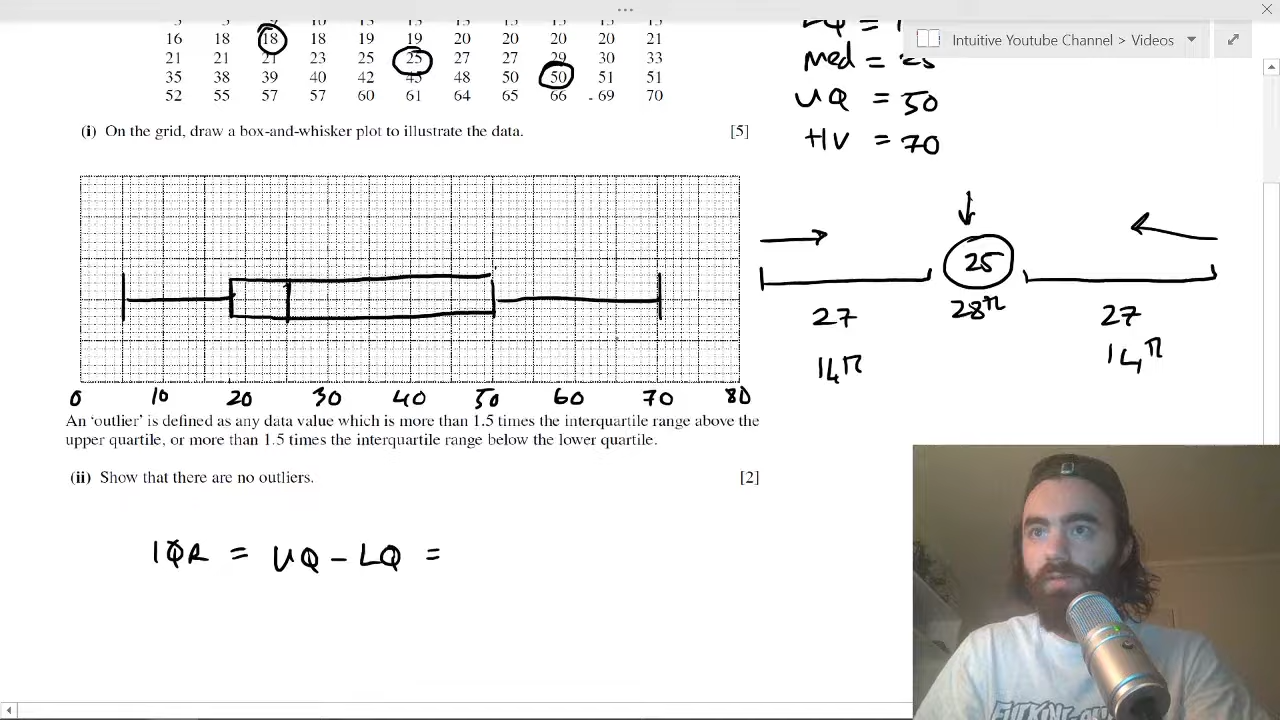 16 18 18 18 19 19 20 20 20 20 21
21 21 21 23 25 25 27 27 29 30 33
35 38 39 40 42 45 48 50 50 51 51
52 55 57 57 60 61 64 65 66 69 70
(i) On the grid, draw a box-and-whisker plot to illustrate the data. [5]
0 10 20 30 40 50 60 70 80
An ‘outlier’ is defined as any data value which is more than 1.5 times the interquartile range above the
upper quartile, or more than 1.5 times the interquartile range below the lower quartile.
(ii) Show that there are no outliers. [2]
IQR = UQ - LQ =
Intuitive Youtube Channel > Videos
med = 25
UQ = 50
HV = 70
25
27 28th 27
14th 14th